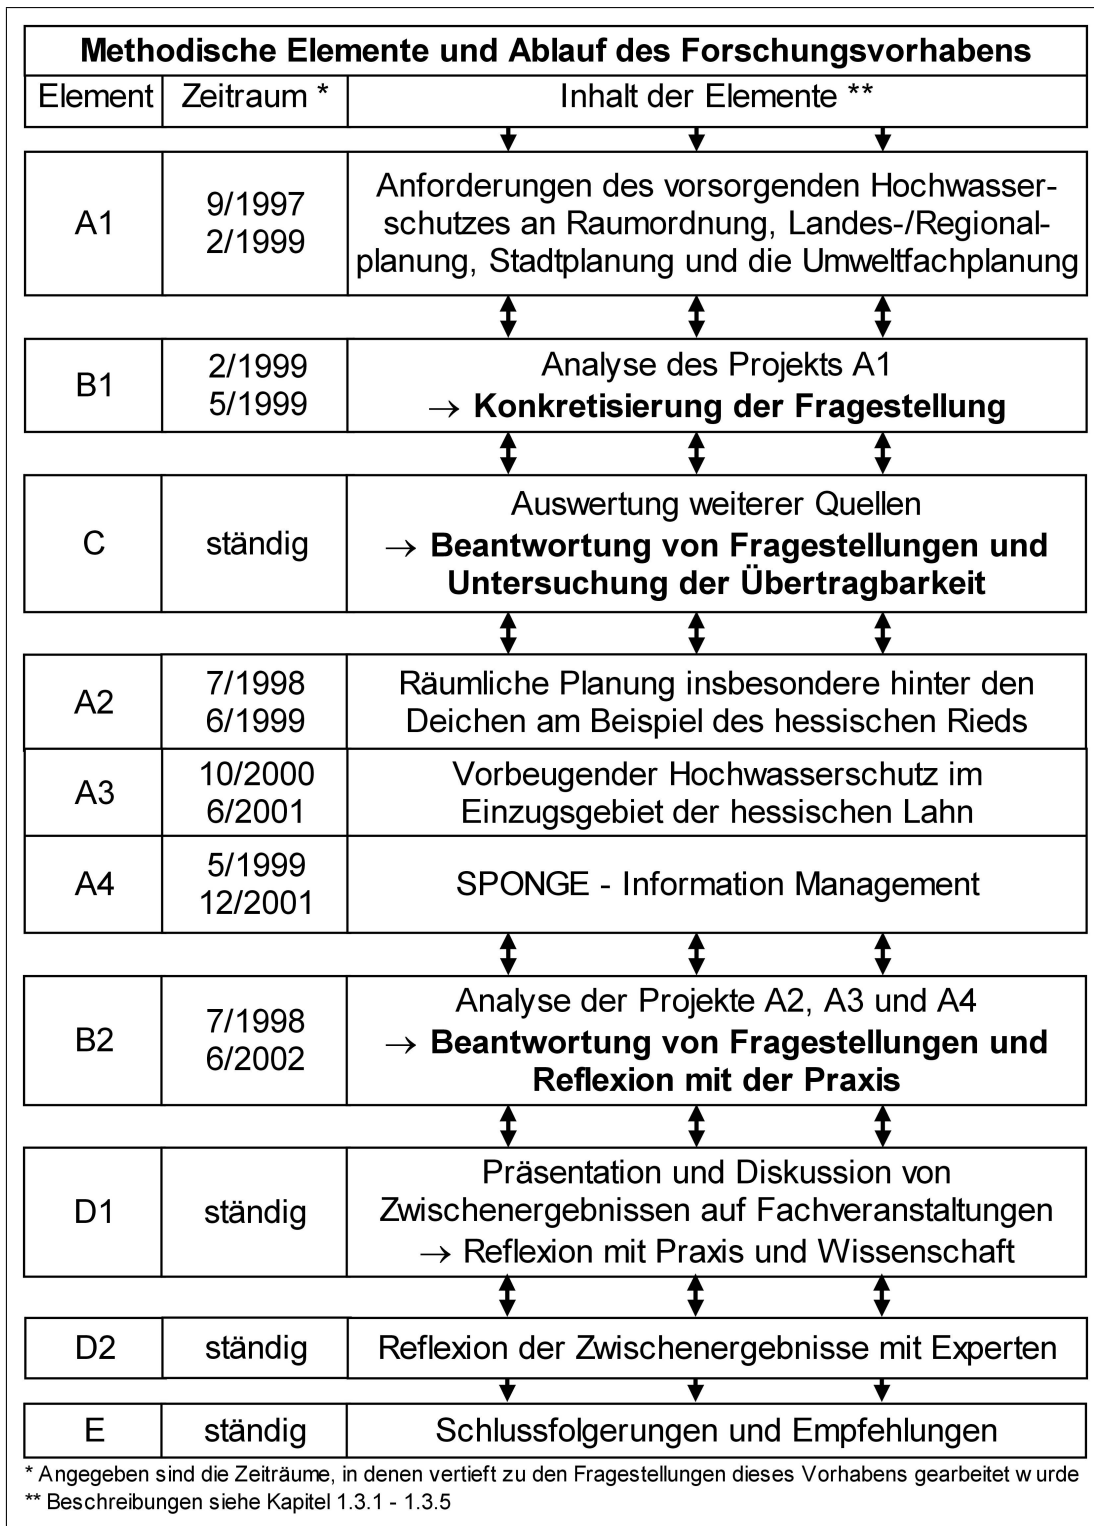 Methodische Elemente und Ablauf des Forschungsvorhabens
Element Zeitraum * Inhalt der Elemente **
A1
9/1997
2/1999
Anforderungen des vorsorgenden Hochwasser-
schutzes an Raumordnung, Landes-/Regional-
planung, Stadtplanung und die Umweltfachplanung
B1
2/1999
5/1999
Analyse des Projekts A1
→ Konkretisierung der Fragestellung
C
ständig
Auswertung weiterer Quellen
→ Beantwortung von Fragestellungen und
Untersuchung der Übertragbarkeit
A2
7/1998
6/1999
Räumliche Planung insbesondere hinter den
Deichen am Beispiel des hessischen Rieds
A3
10/2000
6/2001
Vorbeugender Hochwasserschutz im
Einzugsgebiet der hessischen Lahn
A4
5/1999
12/2001
SPONGE - Information Management
B2
7/1998
6/2002
Analyse der Projekte A2, A3 und A4
→ Beantwortung von Fragestellungen und
Reflexion mit der Praxis
D1
ständig
Präsentation und Diskussion von
Zwischenergebnissen auf Fachveranstaltungen
→ Reflexion mit Praxis und Wissenschaft
D2
ständig
Reflexion der Zwischenergebnisse mit Experten
E
ständig
Schlussfolgerungen und Empfehlungen
* Angegeben sind die Zeiträume, in denen vertieft zu den Fragestellungen dieses Vorhabens gearbeitet wurde
** Beschreibungen siehe Kapitel 1.3.1 - 1.3.5